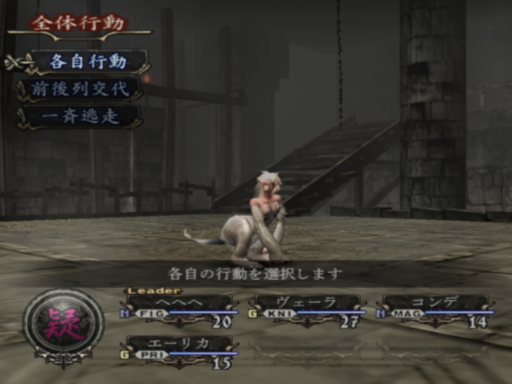 全体行動
各自行動
前後列交代
一斉逃走
各自の行動を選択します
Leader
へへへ ヴェーラ コンデ
N FIG 20 G KNI 27 N MAG 14
疑
エーリカ
G PRI 15